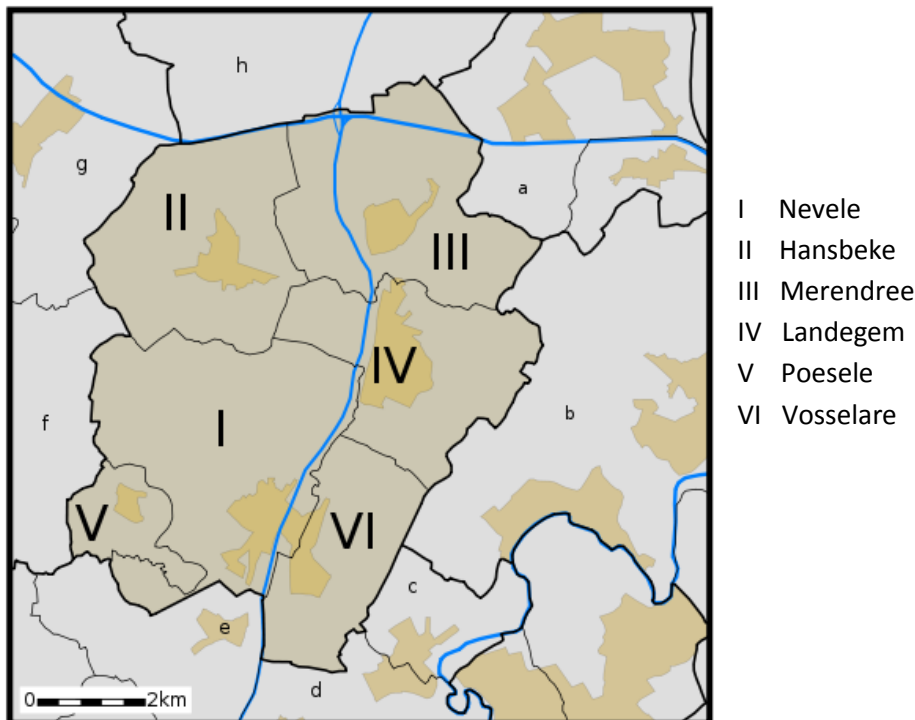 h
g
a
II
III
IV
f
b
I
V
VI
c
e
d
0 2km
I Nevele
II Hansbeke
III Merendree
IV Landegem
V Poesele
VI Vosselare